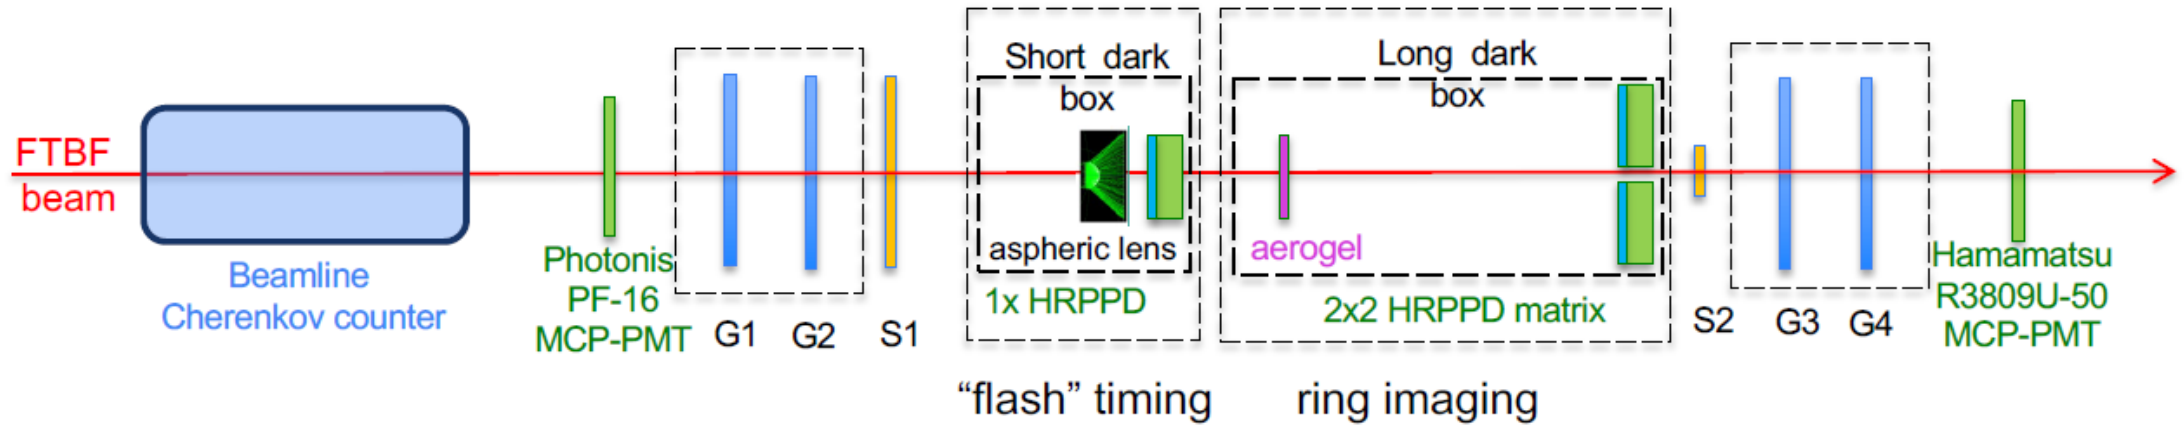 FTBF
beam
Beamline
Cherenkov counter
Photonis
PF-16
MCP-PMT
G1
G2
S1
Short dark
box
aspheric lens
1x HRPPD
"flash" timing
Long dark
box
aerogel
2x2 HRPPD matrix
ring imaging
S2
G3
G4
Hamamatsu
R3809U-50
MCP-PMT